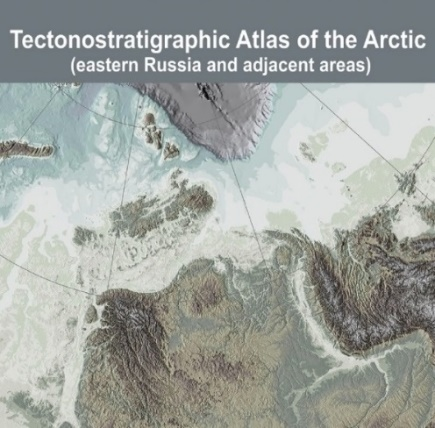 Tectonostratigraphic Atlas of the Arctic
(eastern Russia and adjacent areas)